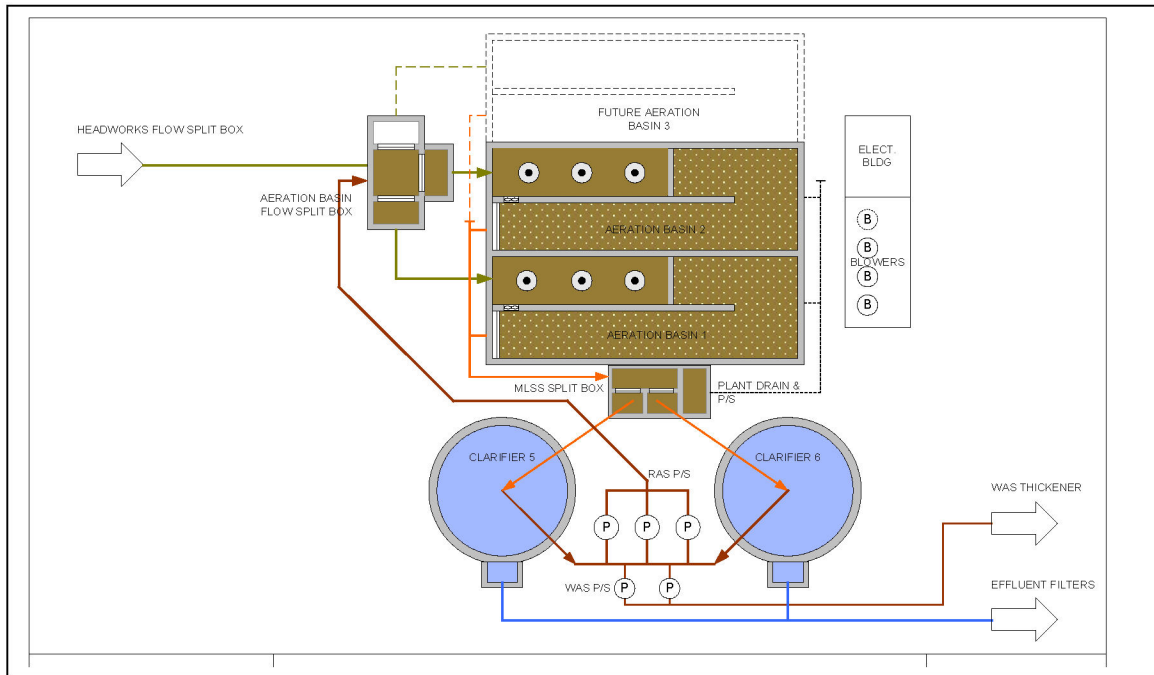 FUTURE AERATION
BASIN 3
HEADWORKS FLOW SPLIT BOX
ELECT.
BLDG
AERATION BASIN
FLOW SPLIT BOX
AERATION BASIN 2
B
B
BLOWERS
B
B
AERATION BASIN 1
MLSS SPLIT BOX
PLANT DRAIN &
P/S
CLARIFIER 5
CLARIFIER 6
RAS P/S
P
P
P
WAS THICKENER
WAS P/S
P
P
EFFLUENT FILTERS